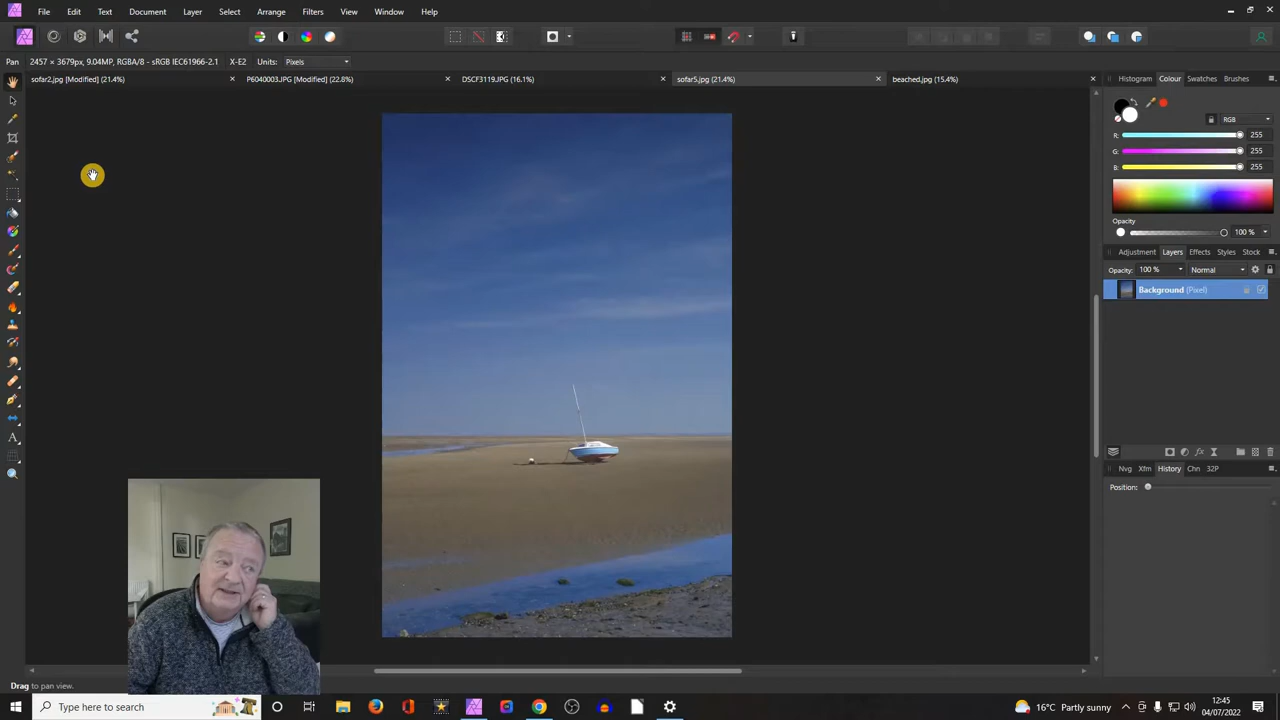 File Edit Text Document Layer Select Arrange Filters View Window Help
Pan 2457 × 3679px, 9.04MP, RGBA/8 - sRGB IEC61966-2.1 X-E2 Units: Pixels
sofar2.jpg [Modified] (21.4%) × P6040003.JPG [Modified] (22.8%) × DSCF3119.JPG (16.1%) × sofar5.jpg (21.4%) × beached.jpg (15.4%) ×
Histogram Colour Swatches Brushes
RGB
R: 255
G: 255
B: 255
Opacity
100 %
Adjustment Layers Effects Styles Stock
Opacity: 100 % Normal
Background (Pixel)
Nvg Xfm History Chn 32P
Position:
Drag to pan view.
Type here to search
16°C Partly sunny
12:45
04/07/2022